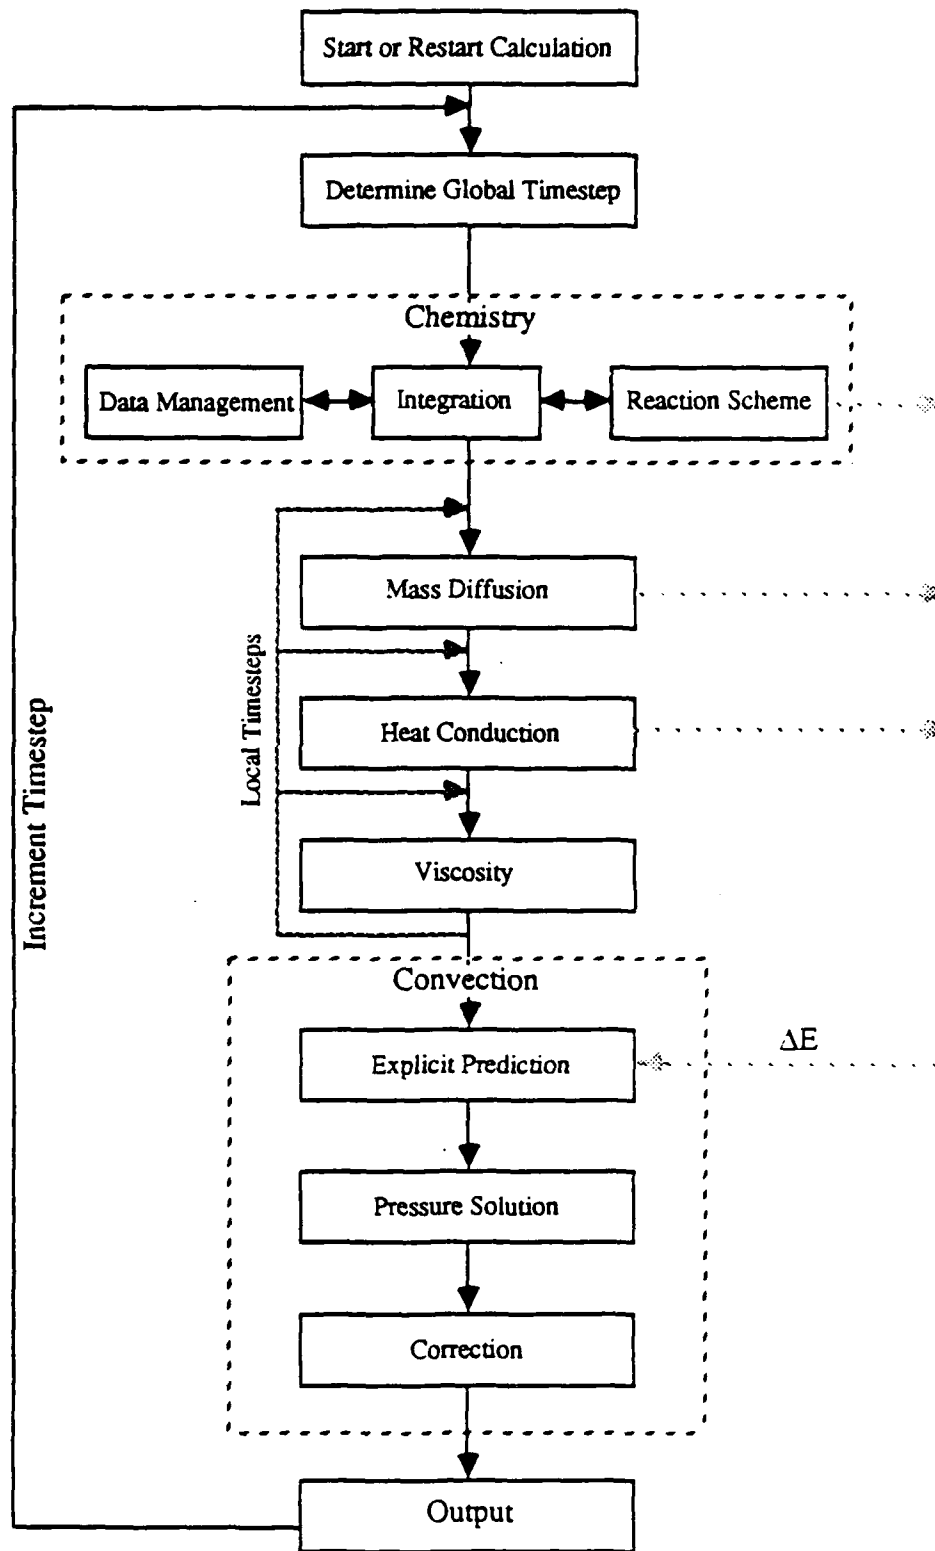 Start or Restart Calculation
Determine Global Timestep
Chemistry
Data Management
Integration
Reaction Scheme
Mass Diffusion
Local Timesteps
Heat Conduction
Increment Timestep
Viscosity
Convection
Explicit Prediction
ΔE
Pressure Solution
Correction
Output